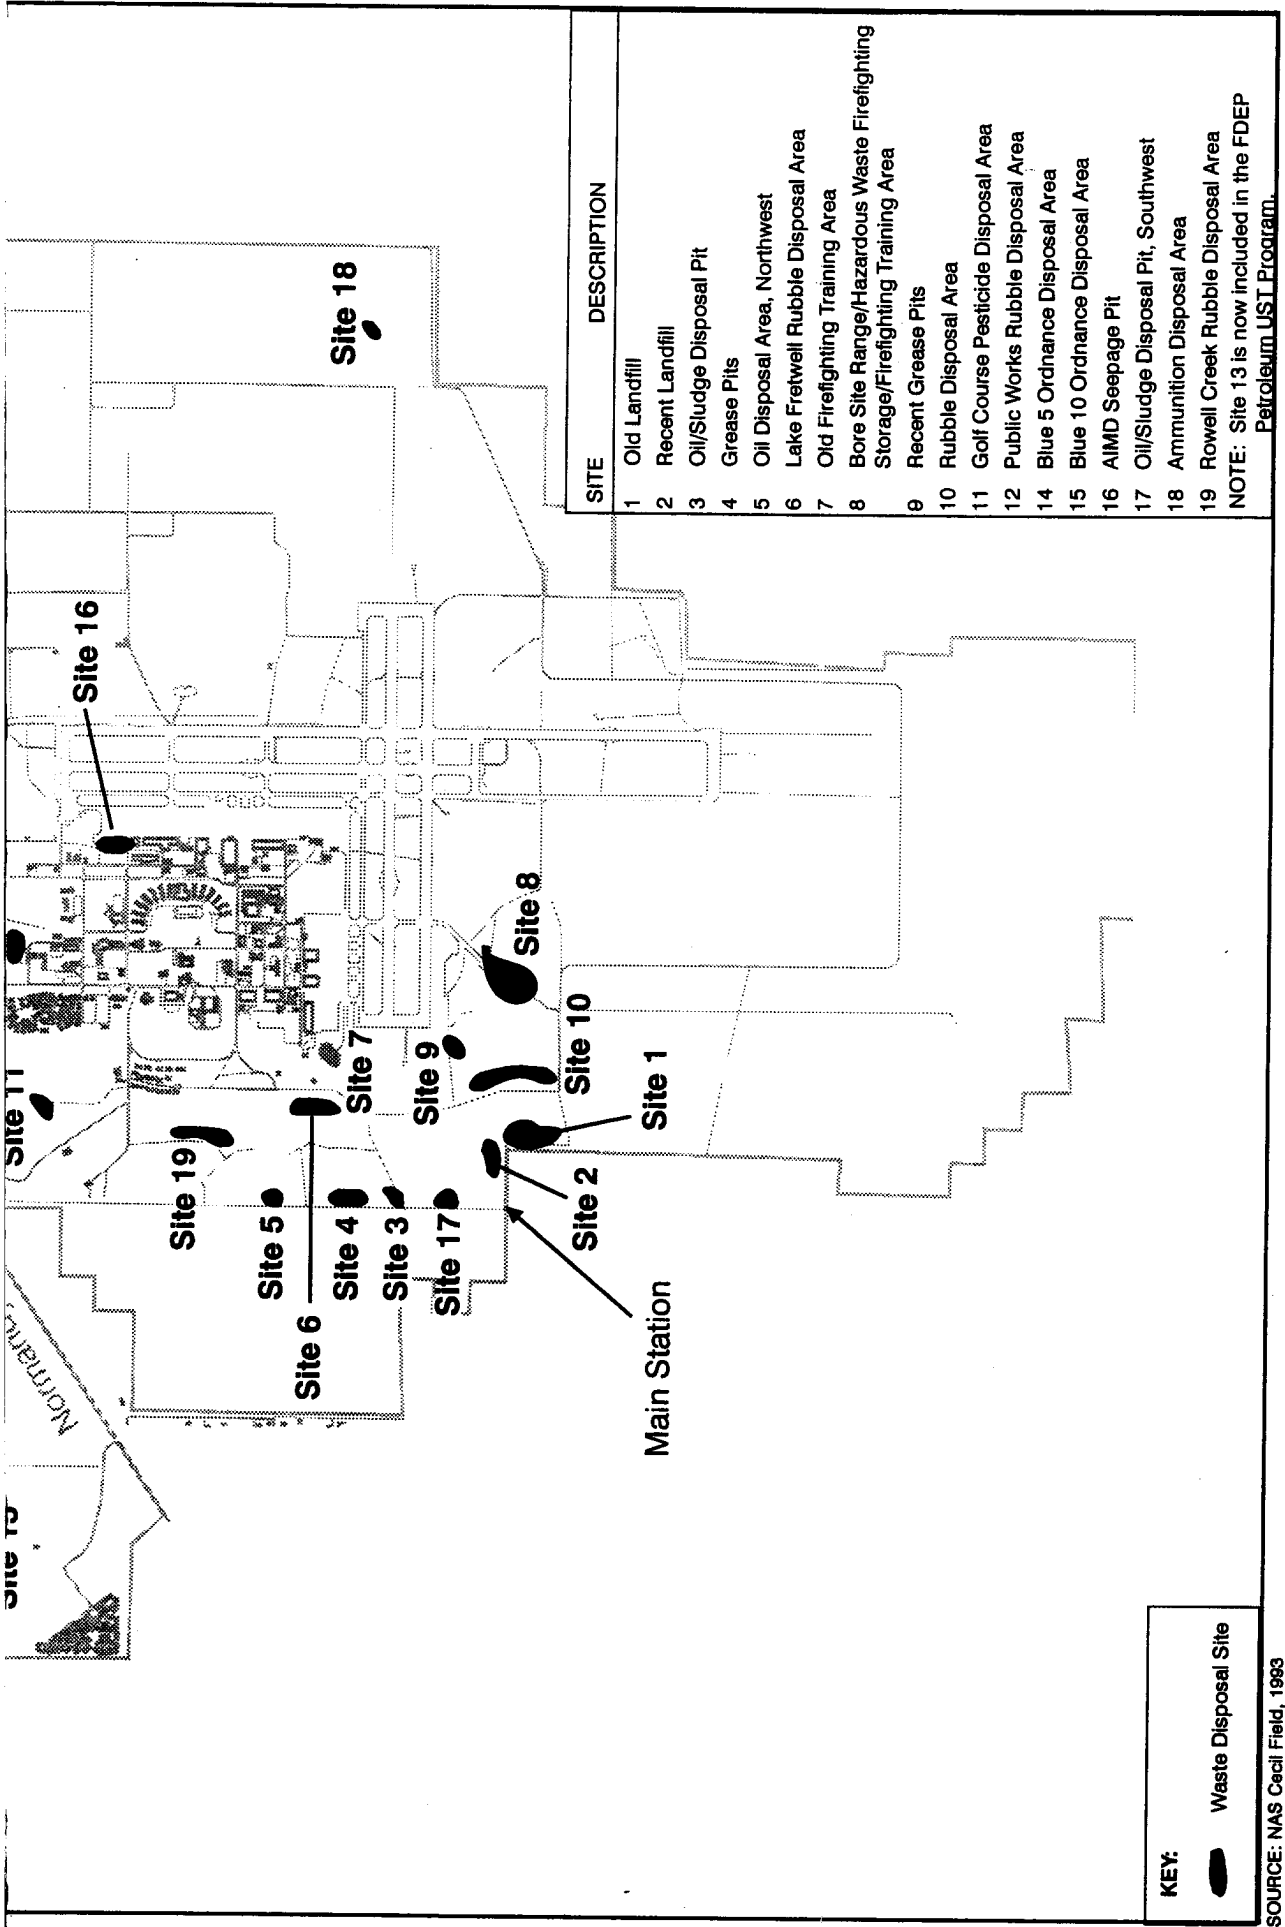 Site 11
Normand
Site 16
Site 18
Site 19
Site 5
Site 6
Site 4
Site 3
Site 17
Site 7
Site 9
Site 8
Site 10
Site 1
Site 2
Main Station
SITE DESCRIPTION
1 Old Landfill
2 Recent Landfill
3 Oil/Sludge Disposal Pit
4 Grease Pits
5 Oil Disposal Area, Northwest
6 Lake Fretwell Rubble Disposal Area
7 Old Firefighting Training Area
8 Bore Site Range/Hazardous Waste Firefighting
Storage/Firefighting Training Area
9 Recent Grease Pits
10 Rubble Disposal Area
11 Golf Course Pesticide Disposal Area
12 Public Works Rubble Disposal Area
14 Blue 5 Ordnance Disposal Area
15 Blue 10 Ordnance Disposal Area
16 AIMD Seepage Pit
17 Oil/Sludge Disposal Pit, Southwest
18 Ammunition Disposal Area
19 Rowell Creek Rubble Disposal Area
NOTE: Site 13 is now included in the FDEP
Petroleum UST Program.
KEY:
Waste Disposal Site
SOURCE: NAS Cecil Field, 1993